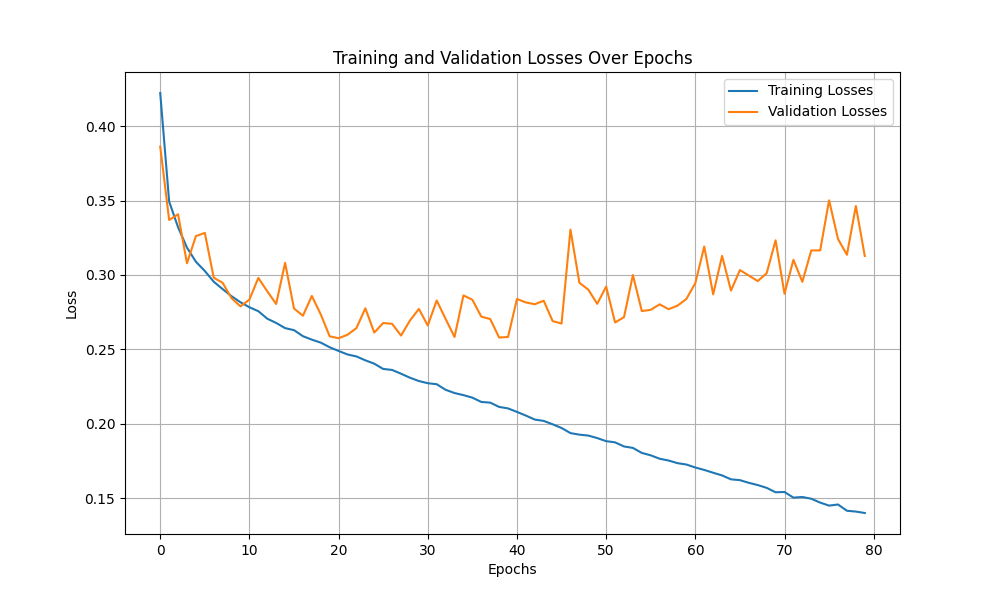 Training and Validation Losses Over Epochs
Training Losses
Validation Losses
0.40
0.35
0.30
0.25
0.20
0.15
Loss
0 10 20 30 40 50 60 70 80
Epochs